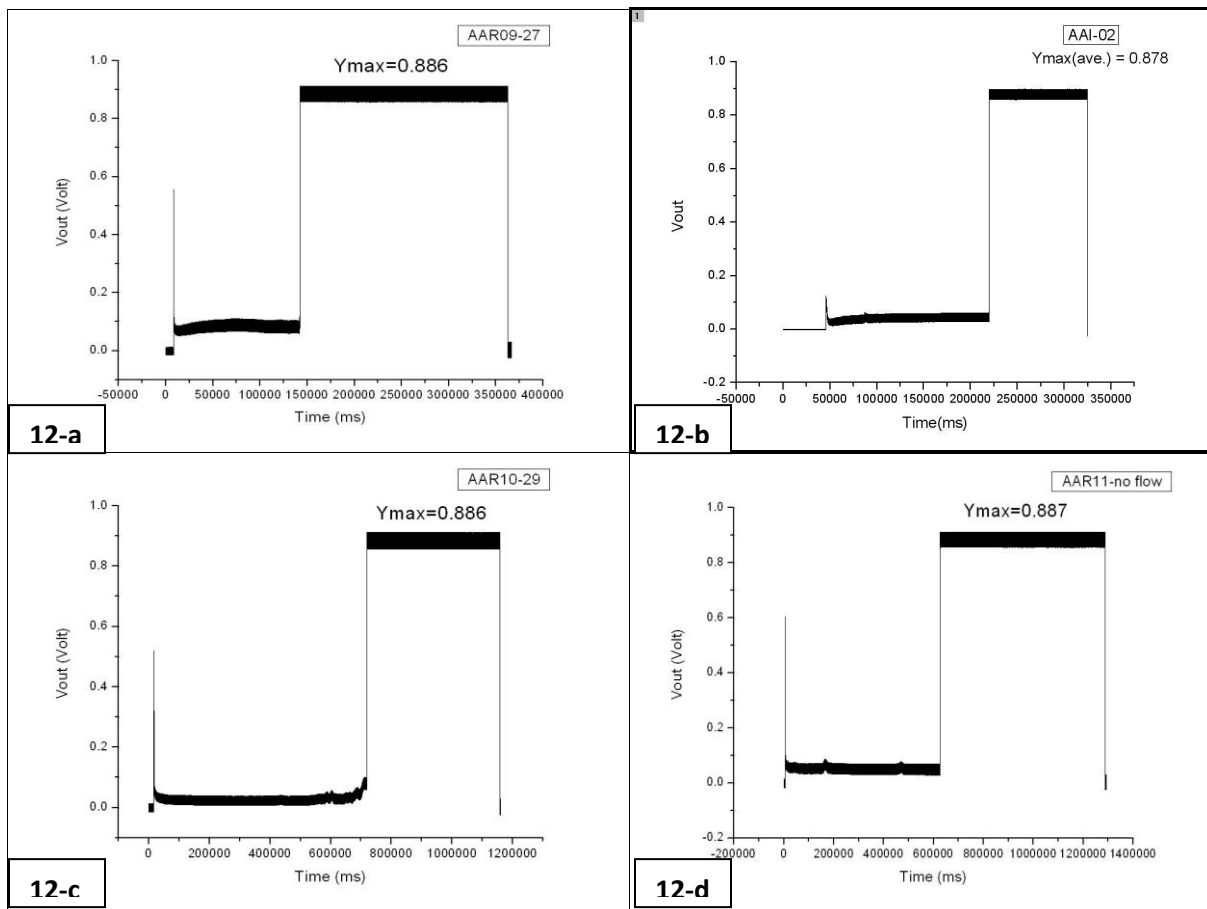 AAR09-27
Ymax=0.886
1.0
0.8
0.6
0.4
0.2
0.0
Vout (Volt)
-50000 0 50000 100000 150000 200000 250000 300000 350000 400000
Time (ms)
12-a
1
AAI-02
Ymax(ave.) = 0.878
1.0
0.8
0.6
0.4
0.2
0.0
-0.2
Vout
-50000 0 50000 100000 150000 200000 250000 300000 350000
Time(ms)
12-b
AAR10-29
Ymax=0.886
1.0
0.8
0.6
0.4
0.2
0.0
Vout (Volt)
0 200000 400000 600000 800000 1000000 1200000
Time (ms)
12-c
AAR11-no flow
Ymax=0.887
1.0
0.8
0.6
0.4
0.2
0.0
-0.2
Vout (Volt)
-200000 0 200000 400000 600000 800000 1000000 1200000 1400000
Time (ms)
12-d